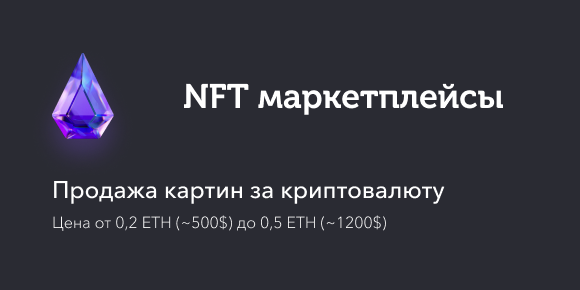 NFT маркетплейсы
Продажа картин за криптовалюту
Цена от 0,2 ETH (~500$) до 0,5 ETH (~1200$)